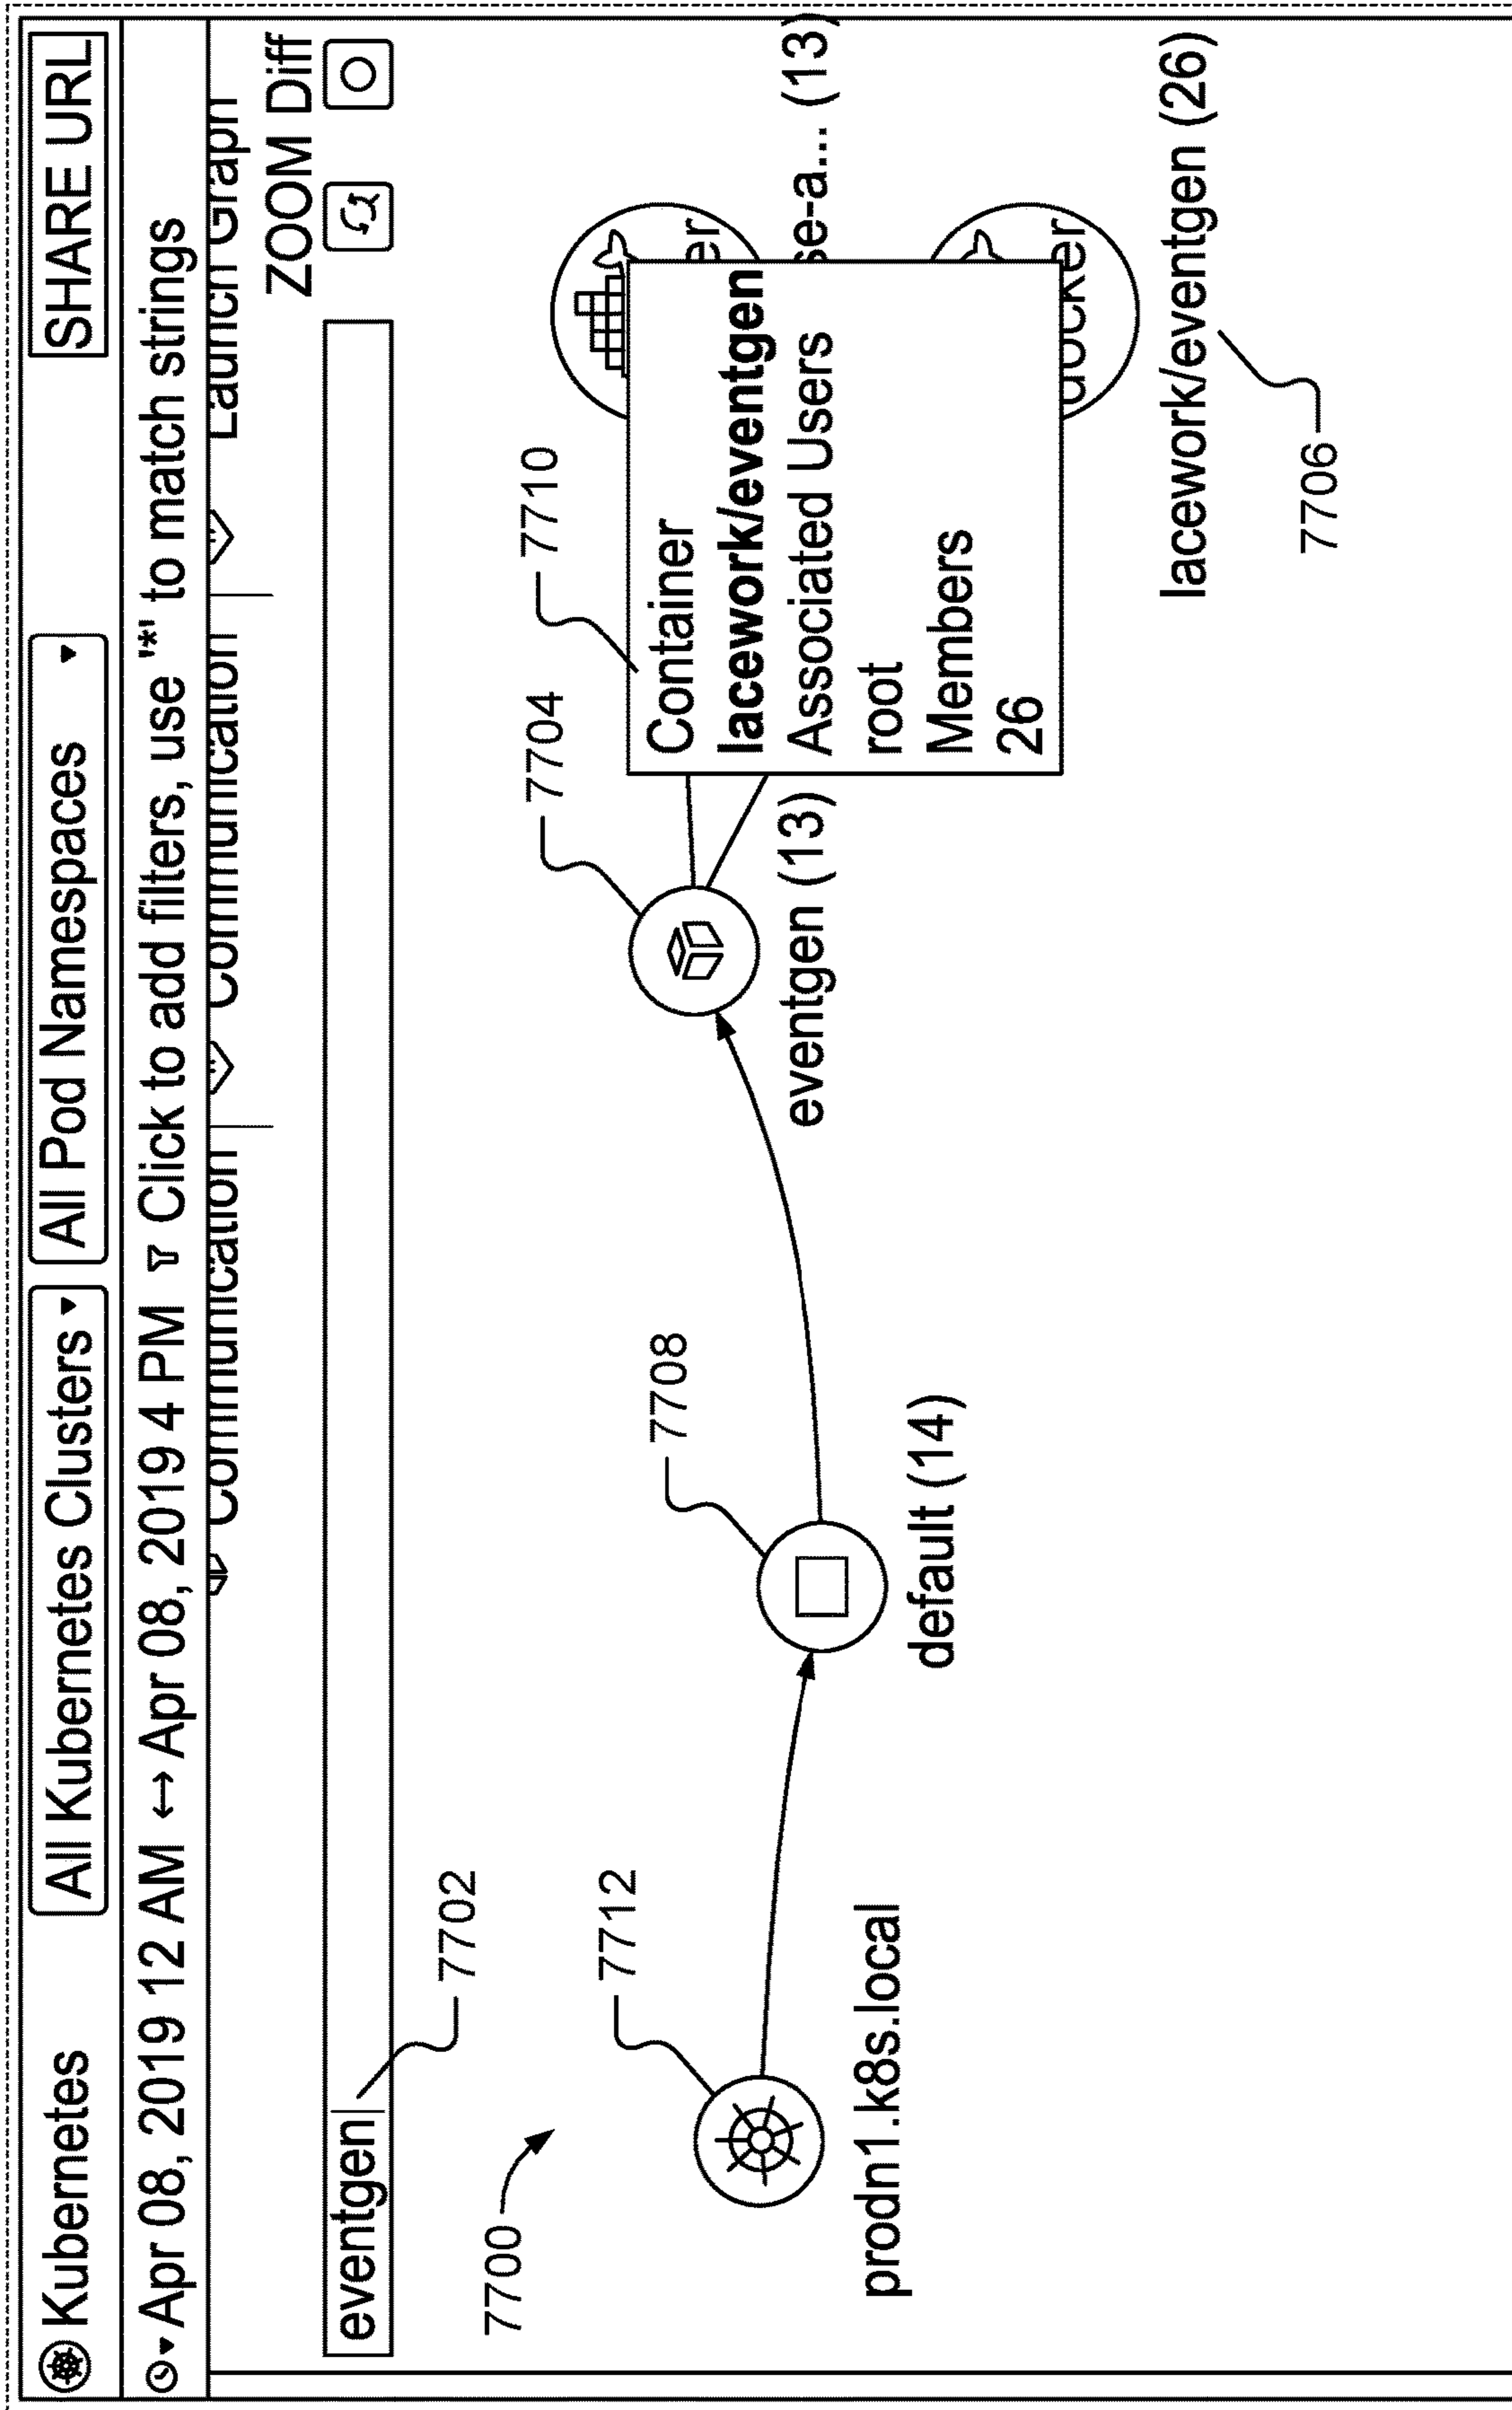 Kubernetes
All Kubernetes Clusters
All Pod Namespaces
SHARE URL
Apr 08, 2019 12 AM ↔ Apr 08, 2019 4 PM Click to add filters, use '*' to match strings
Communication
Communication
Launch Graph
ZOOM Diff
eventgen
7702
7700
7712
prodn1.k8s.local
7708
default (14)
7704
eventgen (13)
7710
Container
lacework/eventgen
Associated Users
root
Members
26
er
se-a... (13)
docker
lacework/eventgen (26)
7706